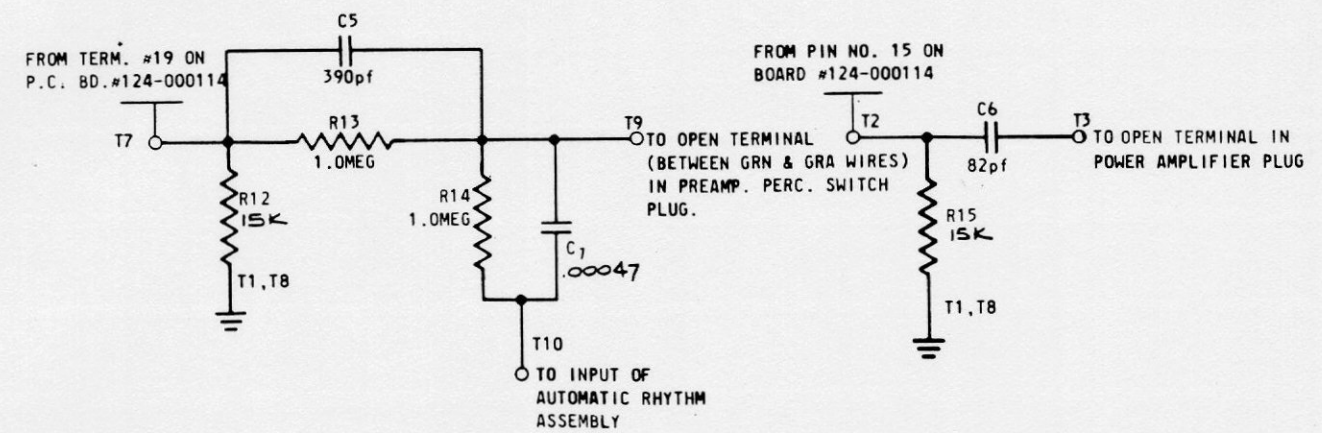 C5
FROM TERM. #19 ON
P.C. BD.#124-000114
390pf
T7
R13
1.0MEG
R12
15K
T1,T8
R14
1.0MEG
C7
.00047
T9
TO OPEN TERMINAL
(BETWEEN GRN & GRA WIRES)
IN PREAMP. PERC. SWITCH
PLUG.
T10
TO INPUT OF
AUTOMATIC RHYTHM
ASSEMBLY
FROM PIN NO. 15 ON
BOARD #124-000114
T2
C6
82pf
T3
TO OPEN TERMINAL IN
POWER AMPLIFIER PLUG
R15
15K
T1,T8